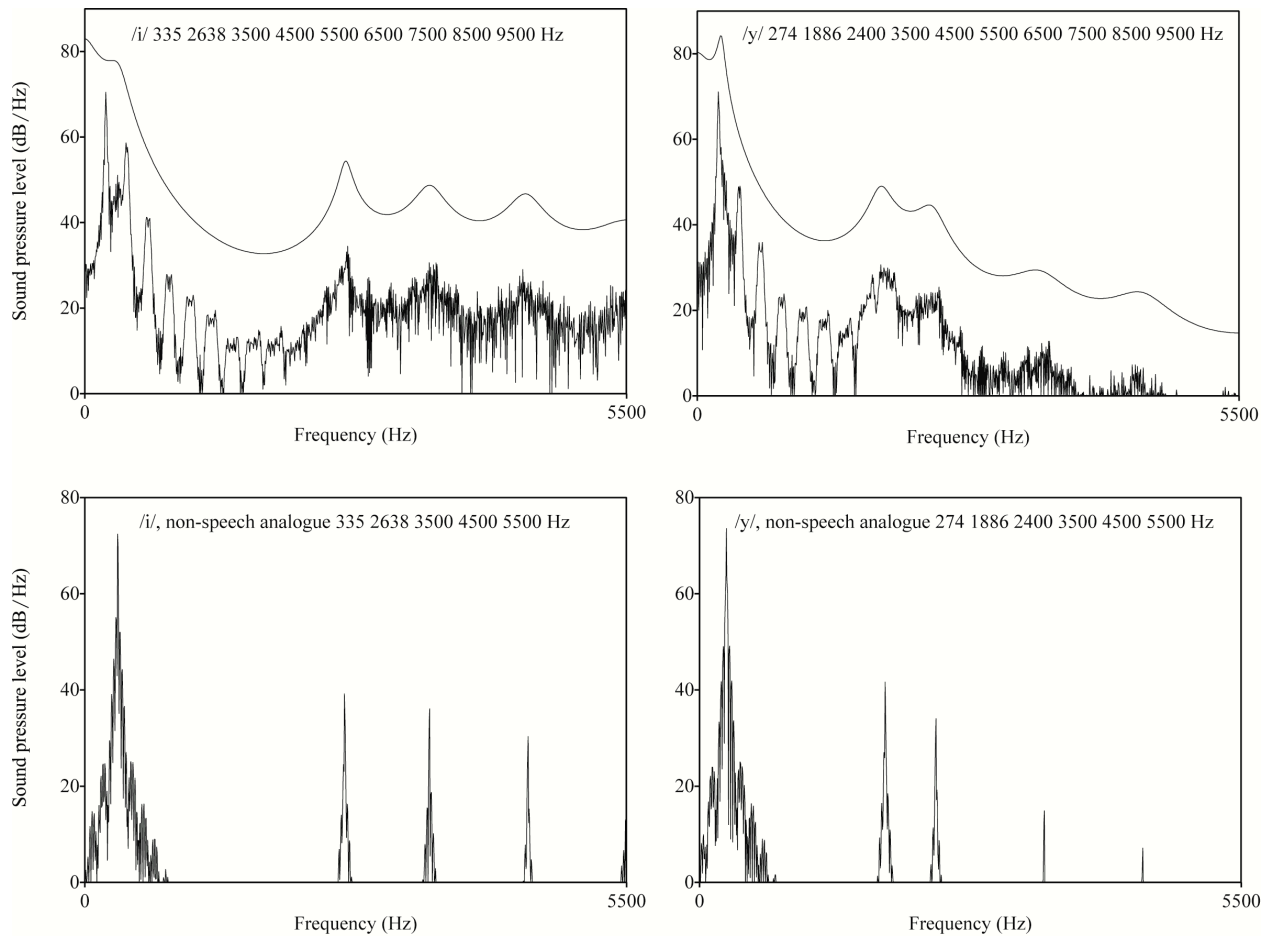 /i/ 335 2638 3500 4500 5500 6500 7500 8500 9500 Hz
80
60
40
20
0
0
5500
Sound pressure level (dB/Hz)
Frequency (Hz)
/y/ 274 1886 2400 3500 4500 5500 6500 7500 8500 9500 Hz
80
60
40
20
0
0
5500
Frequency (Hz)
/i/, non-speech analogue 335 2638 3500 4500 5500 Hz
80
60
40
20
0
0
5500
Sound pressure level (dB/Hz)
Frequency (Hz)
/y/, non-speech analogue 274 1886 2400 3500 4500 5500 Hz
80
60
40
20
0
0
5500
Frequency (Hz)